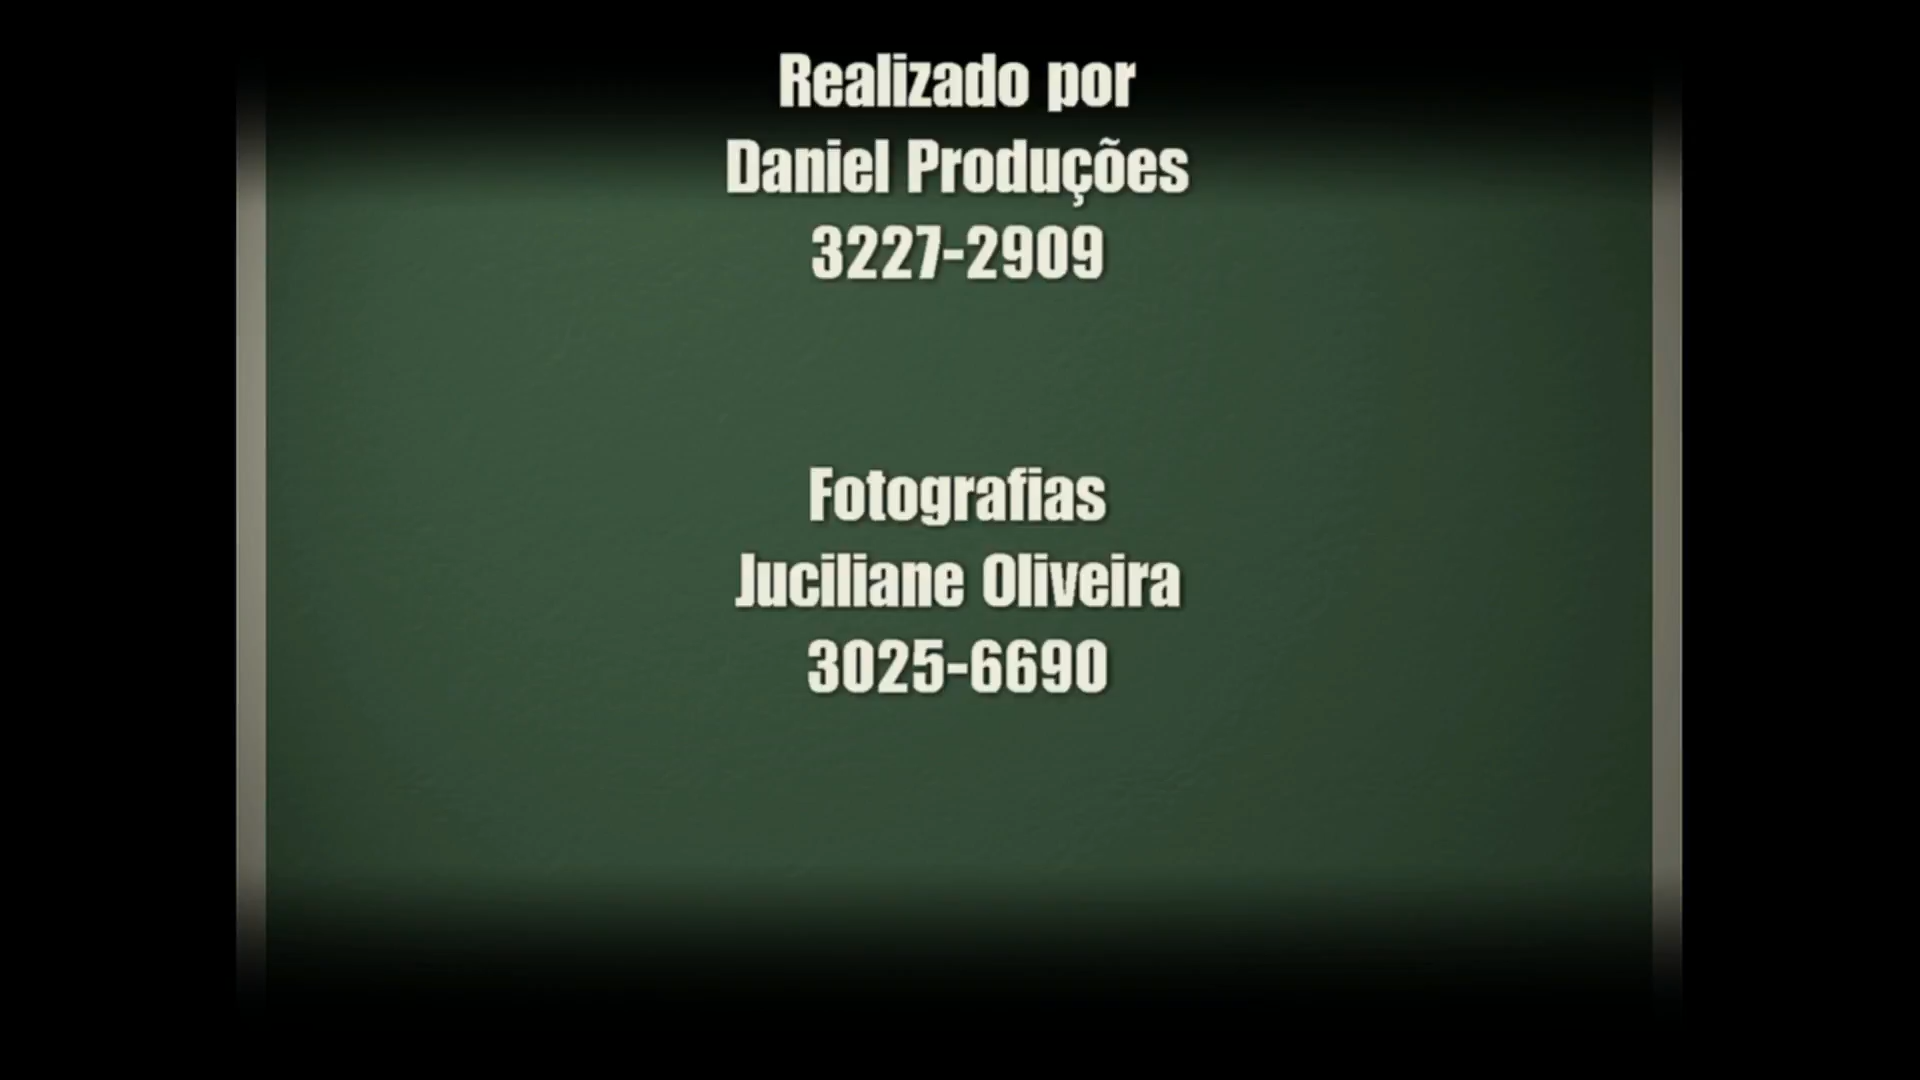 Realizado por
Daniel Produções
3227-2909
Fotografias
Juciliane Oliveira
3025-6690